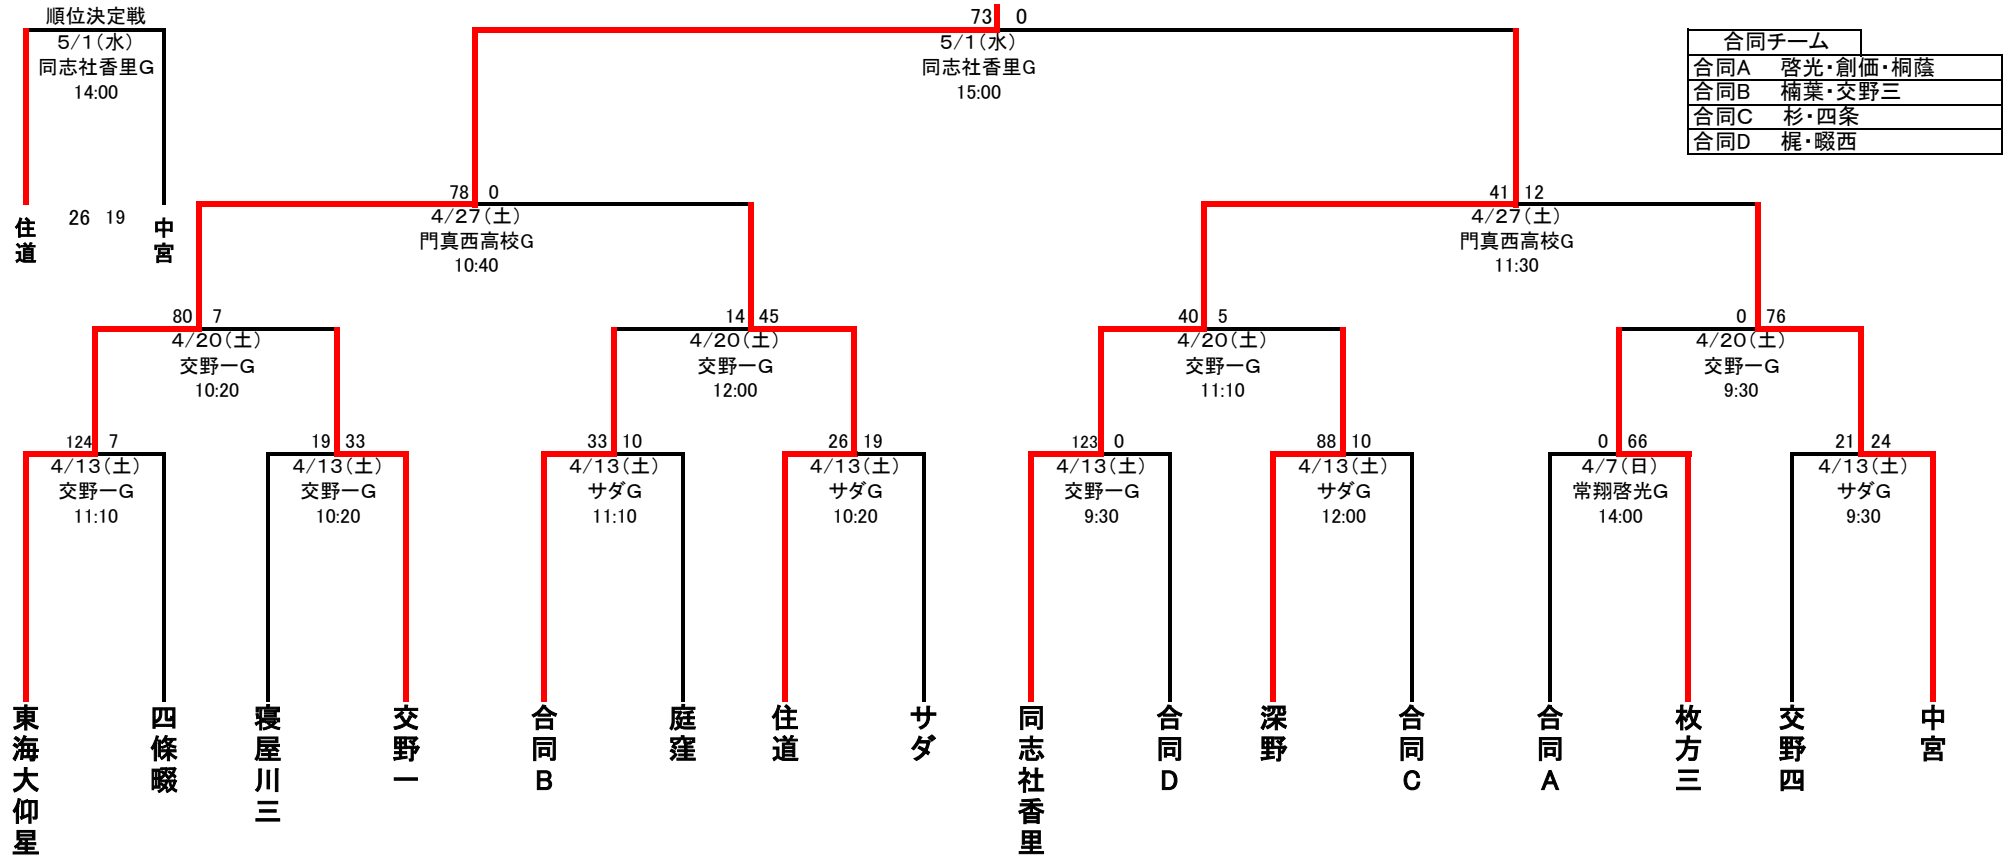 順位決定戦
5/1(水)
同志社香里G
14:00
住道
26 19
中宮
73 0
5/1(水)
同志社香里G
15:00
合同チーム
合同A 啓光・創価・桐蔭
合同B 楠葉・交野三
合同C 杉・四条
合同D 梶・畷西
78 0
4/27(土)
門真西高校G
10:40
41 12
4/27(土)
門真西高校G
11:30
80 7
4/20(土)
交野一G
10:20
14 45
4/20(土)
交野一G
12:00
40 5
4/20(土)
交野一G
11:10
0 76
4/20(土)
交野一G
9:30
124 7
4/13(土)
交野一G
11:10
19 33
4/13(土)
交野一G
10:20
33 10
4/13(土)
サダG
11:10
26 19
4/13(土)
サダG
10:20
123 0
4/13(土)
交野一G
9:30
88 10
4/13(土)
サダG
12:00
0 66
4/7(日)
常翔啓光G
14:00
21 24
4/13(土)
サダG
9:30
東海大仰星
四條畷
寝屋川三
交野一
合同B
庭窪
住道
サダ
同志社香里
合同D
深野
合同C
合同A
枚方三
交野四
中宮